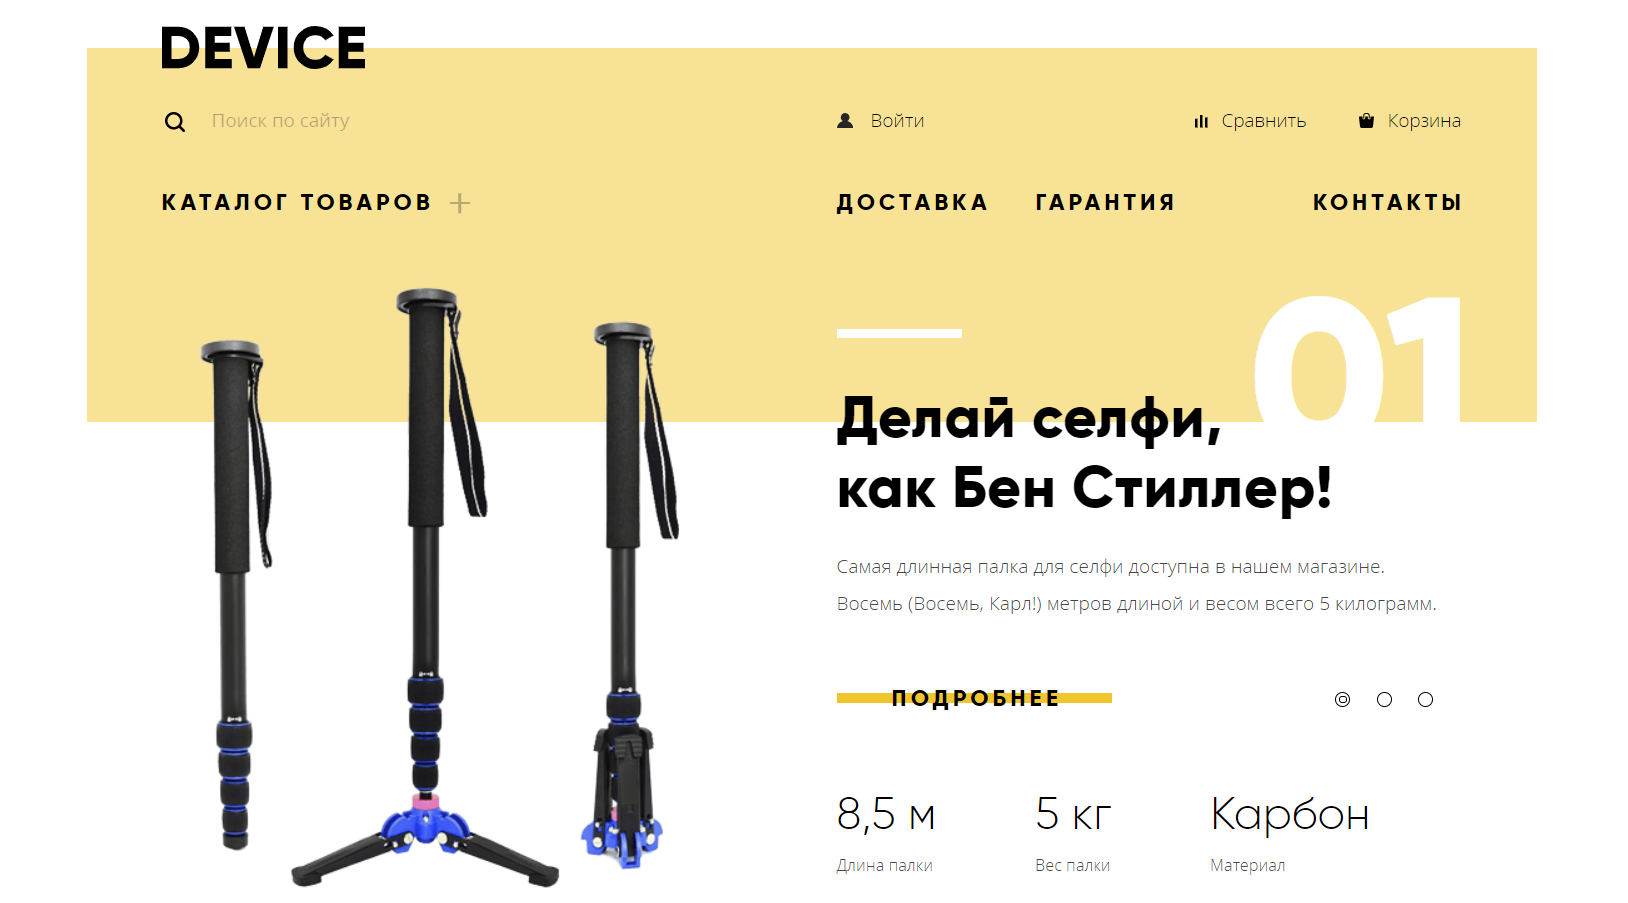 DEVICE
Поиск по сайту
Войти
Сравнить
Корзина
КАТАЛОГ ТОВАРОВ
ДОСТАВКА
ГАРАНТИЯ
КОНТАКТЫ
01
Делай селфи,
как Бен Стиллер!
Самая длинная палка для селфи доступна в нашем магазине.
Восемь (Восемь, Карл!) метров длиной и весом всего 5 килограмм.
ПОДРОБНЕЕ
8,5 м
5 кг
Карбон
Длина палки
Вес палки
Материал